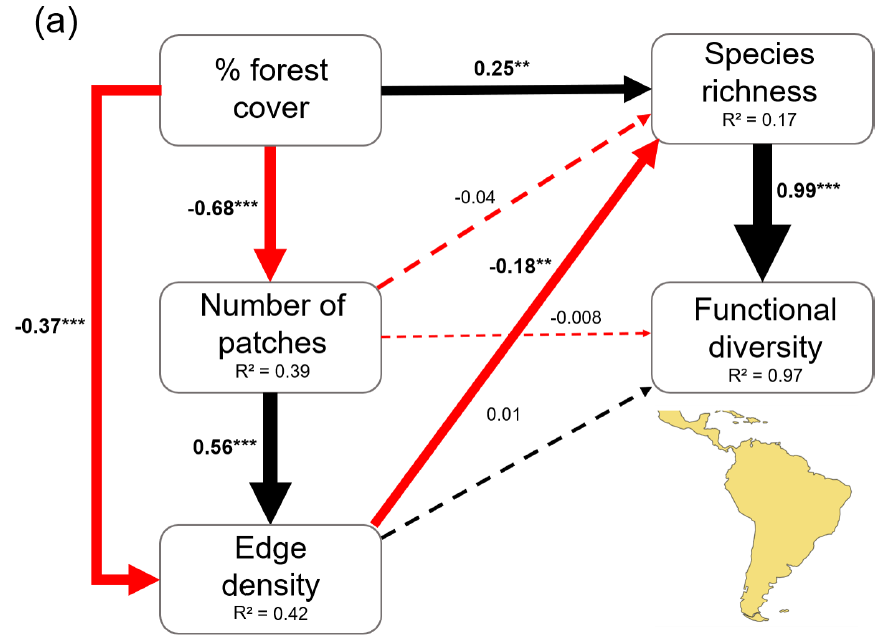 (a)
% forest
cover
0.25**
Species
richness
R² = 0.17
-0.68***
-0.04
0.99***
-0.18**
-0.37***
Number of
patches
R² = 0.39
-0.008
Functional
diversity
R² = 0.97
0.56***
0.01
Edge
density
R² = 0.42